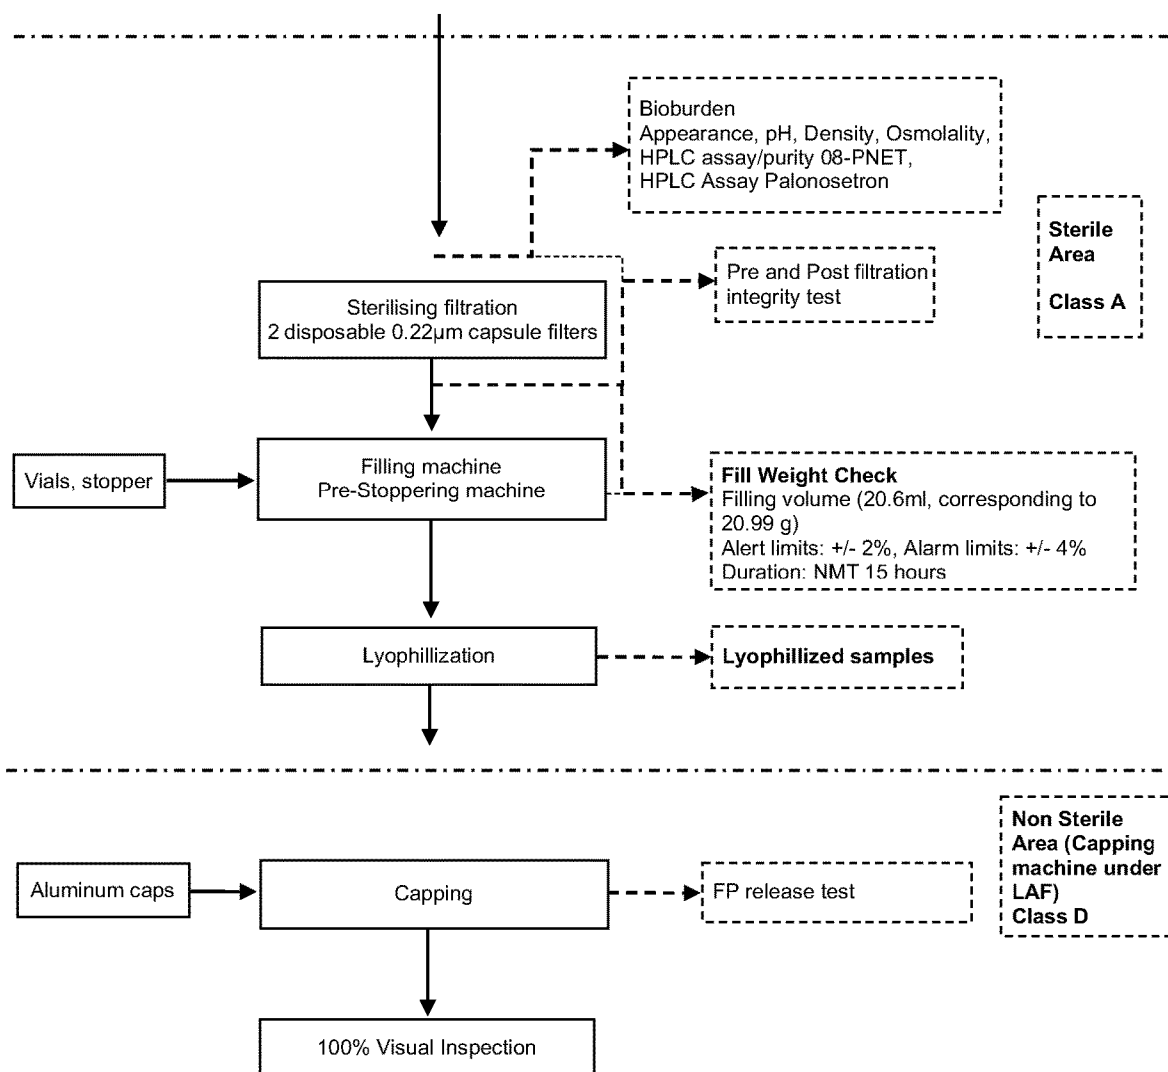 Bioburden
Appearance, pH, Density, Osmolality,
HPLC assay/purity 08-PNET,
HPLC Assay Palonosetron
Sterile
Area
Class A
Pre and Post filtration
integrity test
Sterilising filtration
2 disposable 0.22µm capsule filters
Vials, stopper
Filling machine
Pre-Stoppering machine
Fill Weight Check
Filling volume (20.6ml, corresponding to
20.99 g)
Alert limits: +/- 2%, Alarm limits: +/- 4%
Duration: NMT 15 hours
Lyophillization
Lyophillized samples
Non Sterile
Area (Capping
machine under
LAF)
Class D
Aluminum caps
Capping
FP release test
100% Visual Inspection